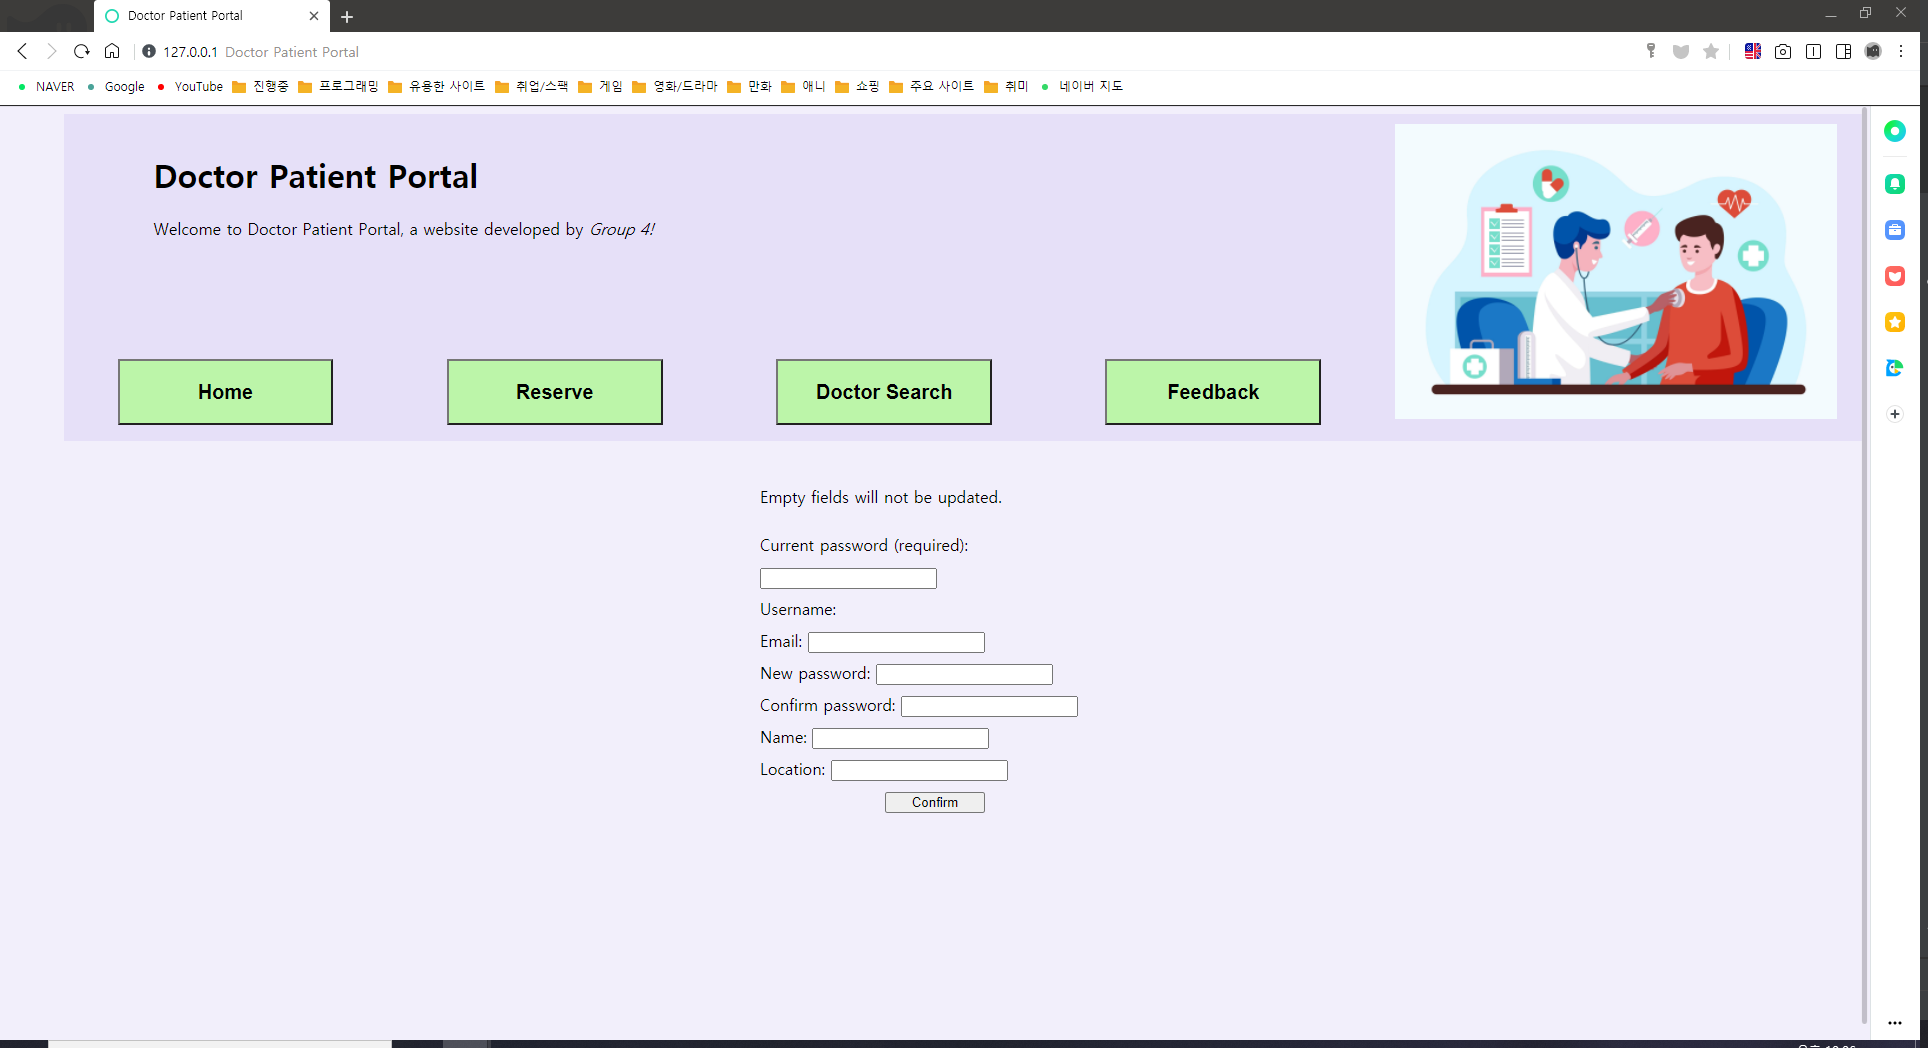 Doctor Patient Portal
127.0.0.1 Doctor Patient Portal
NAVER Google YouTube 진행중 프로그래밍 유용한 사이트 취업/스팩 게임 영화/드라마 만화 애니 쇼핑 주요 사이트 취미 네이버 지도
Doctor Patient Portal
Welcome to Doctor Patient Portal, a website developed by Group 4!
Home Reserve Doctor Search Feedback
Empty fields will not be updated.
Current password (required):
Username:
Email:
New password:
Confirm password:
Name:
Location:
Confirm